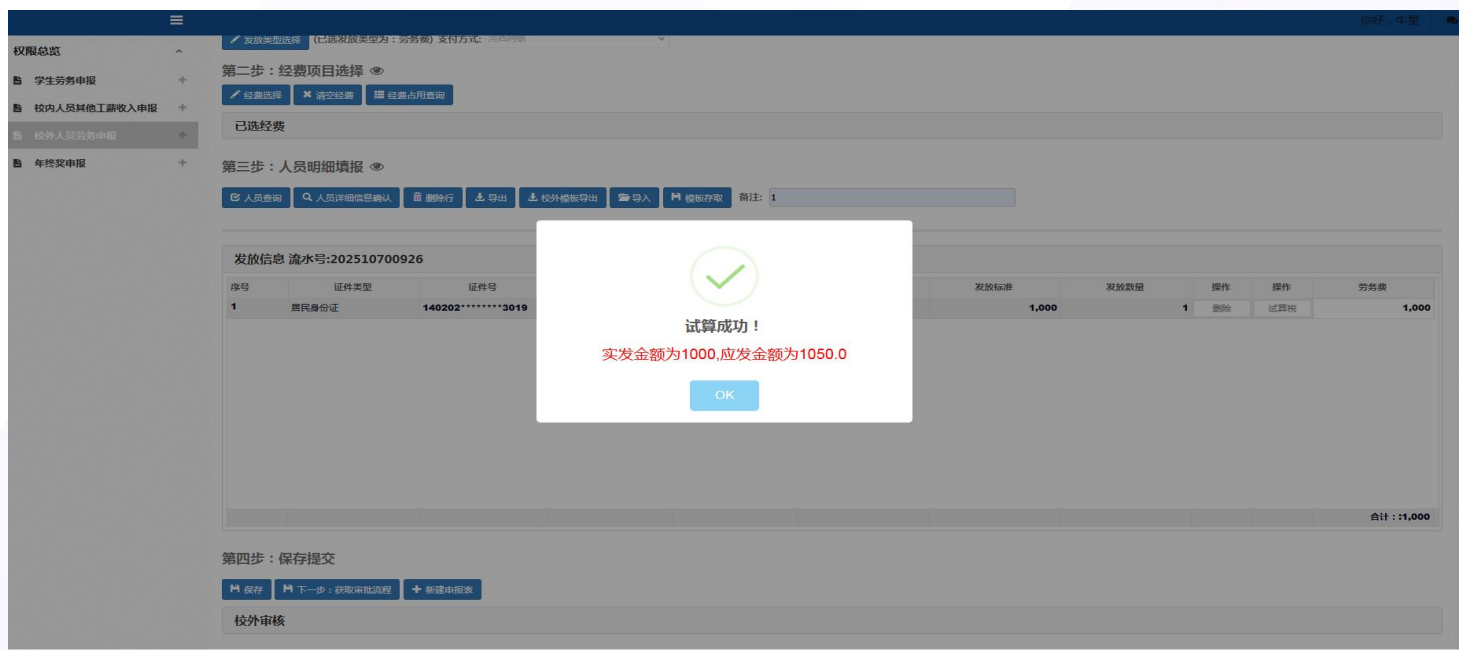 你好，牛星
权限总览
学生劳务申报
校内人员其他工薪收入申报
校外人员劳务申报
年终奖申报
发放类型选择 (已选发放类型为：劳务费) 支付方式:
第二步：经费项目选择
经费选择 清空经费 经费占用查询
已选经费
第三步：人员明细填报
人员查询 人员详细信息确认 删除行 导出 校外模板导出 导入 模板存取 备注: 1
发放信息 流水号:202510700926
序号 证件类型 证件号 发放标准 发放数量 操作 操作 劳务费
1 居民身份证 140202********3019 1,000 1 删除 试算税 1,000
试算成功！
实发金额为1000,应发金额为1050.0
OK
合计：:1,000
第四步：保存提交
保存 下一步：获取审批流程 新建申报表
校外审核